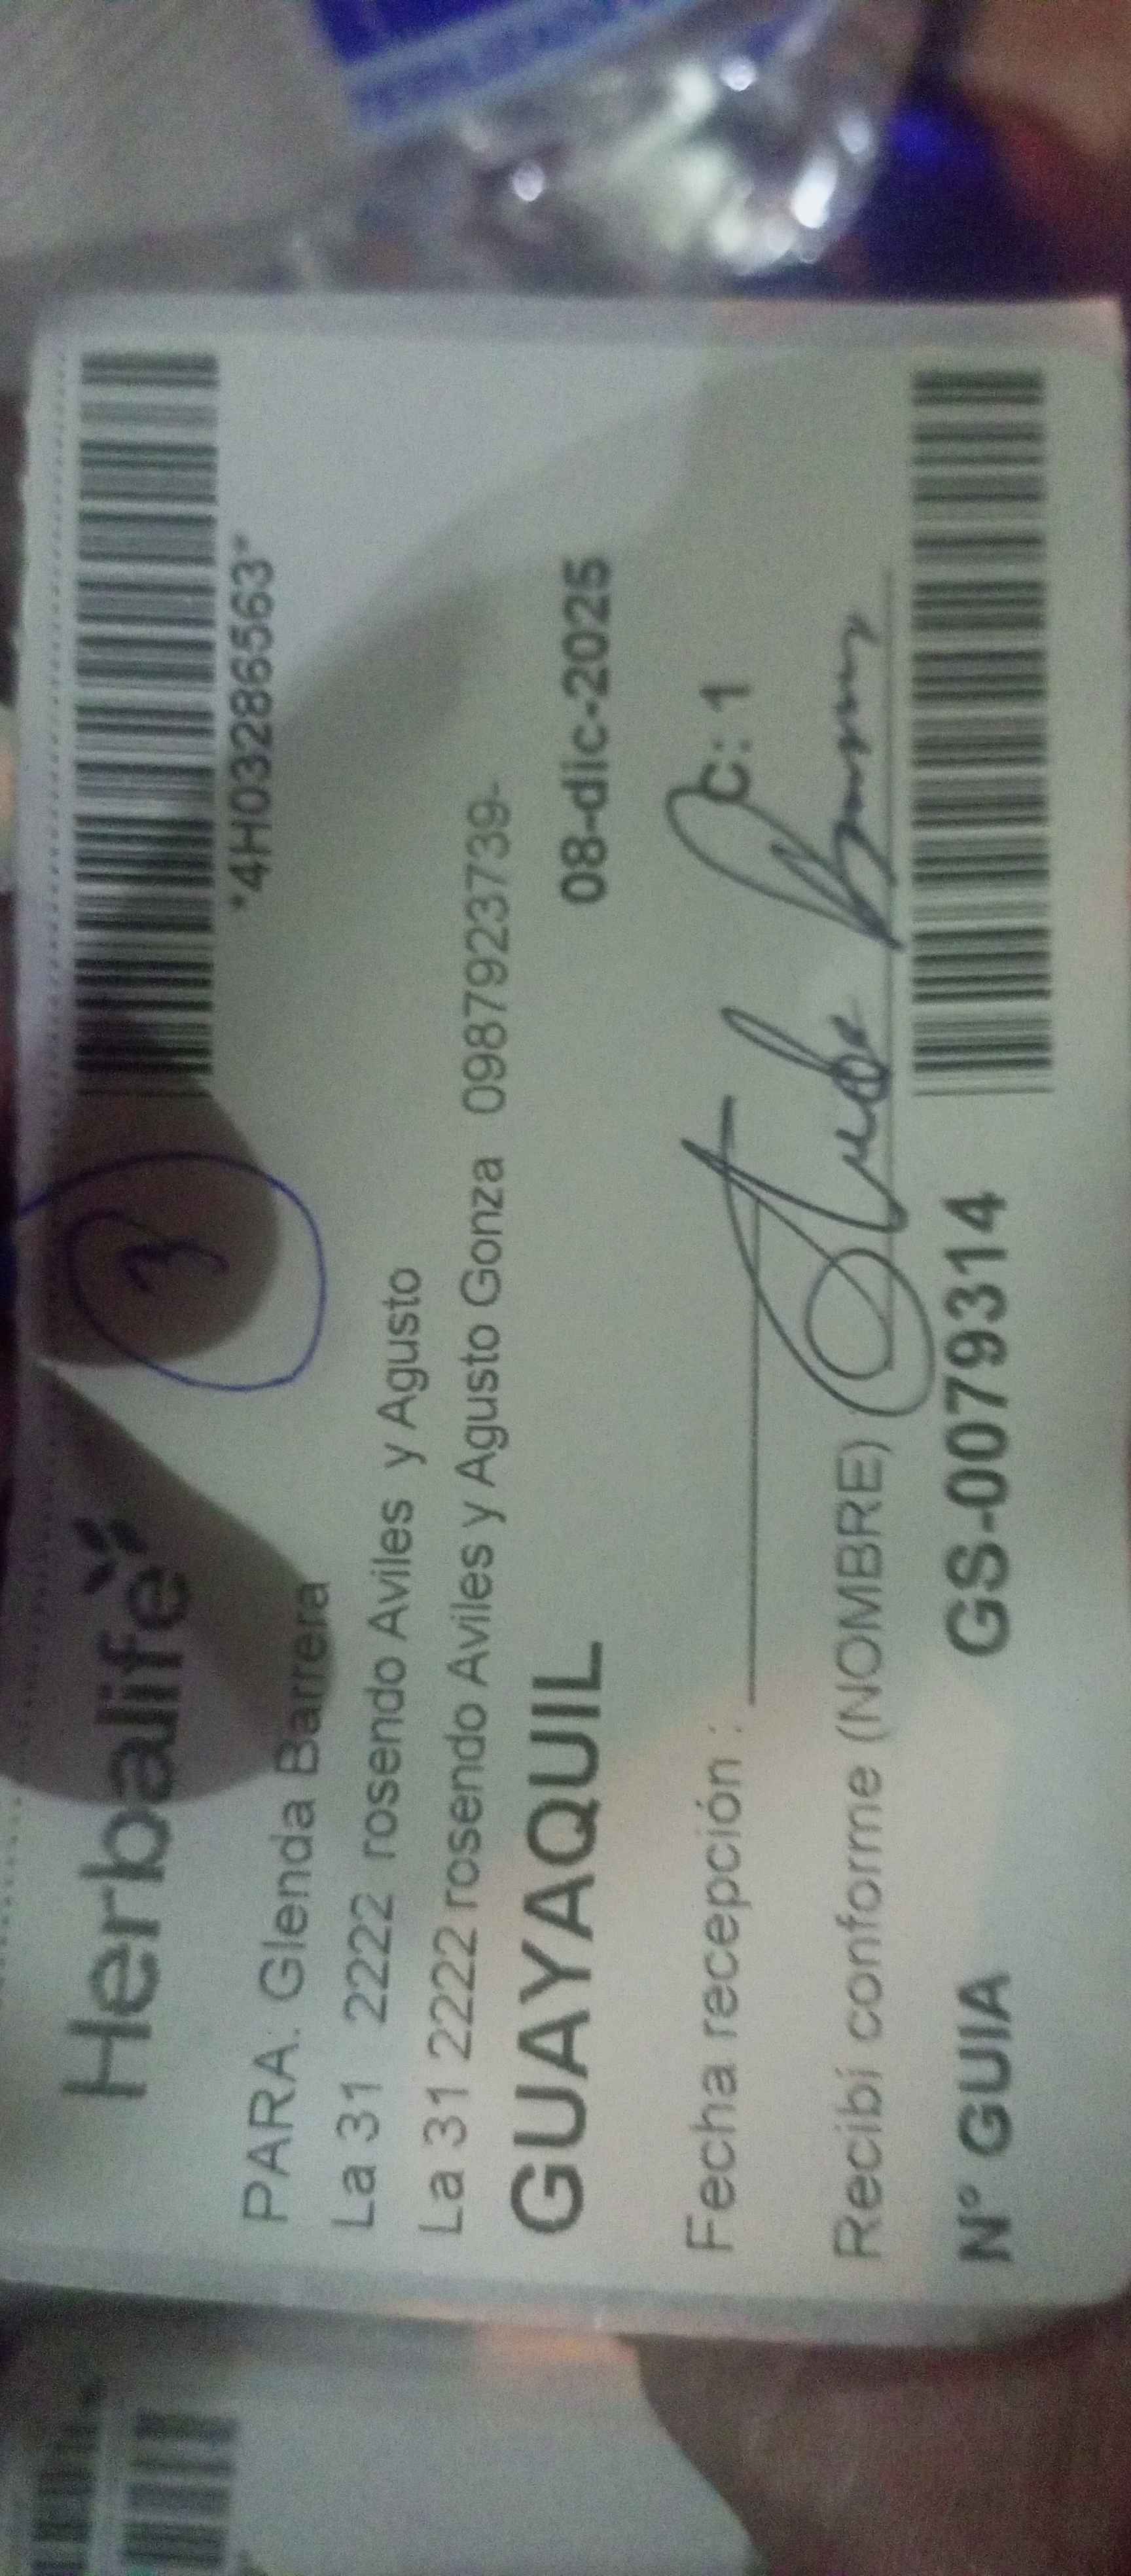 Herbalife
3
*4H03286563*
PARA: Glenda Barrera
La 31 2222 rosendo Aviles y Agusto
La 31 2222 rosendo Aviles y Agusto Gonza 0987923739-
GUAYAQUIL 08-dic-2025
Fecha recepción : C: 1
Recibí conforme (NOMBRE)
N° GUIA GS-0079314